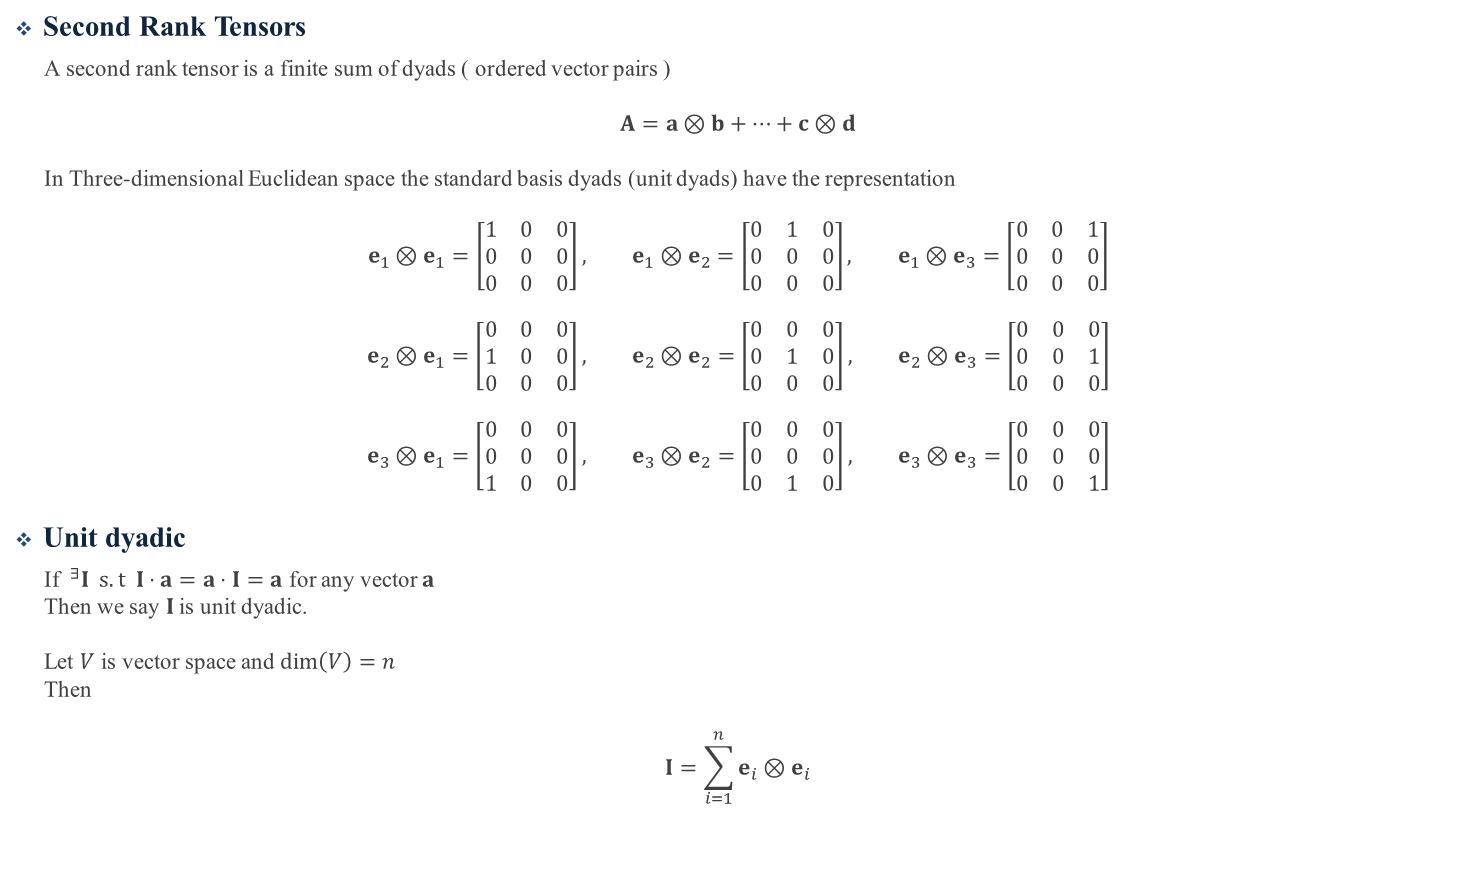 ❖ Second Rank Tensors
A second rank tensor is a finite sum of dyads ( ordered vector pairs )
A = a ⊗ b + ⋯ + c ⊗ d
In Three-dimensional Euclidean space the standard basis dyads (unit dyads) have the representation
e₁ ⊗ e₁ = [1 0 0; 0 0 0; 0 0 0], e₁ ⊗ e₂ = [0 1 0; 0 0 0; 0 0 0], e₁ ⊗ e₃ = [0 0 1; 0 0 0; 0 0 0]
e₂ ⊗ e₁ = [0 0 0; 1 0 0; 0 0 0], e₂ ⊗ e₂ = [0 0 0; 0 1 0; 0 0 0], e₂ ⊗ e₃ = [0 0 0; 0 0 1; 0 0 0]
e₃ ⊗ e₁ = [0 0 0; 0 0 0; 1 0 0], e₃ ⊗ e₂ = [0 0 0; 0 0 0; 0 1 0], e₃ ⊗ e₃ = [0 0 0; 0 0 0; 0 0 1]
❖ Unit dyadic
If ∃I s.t I · a = a · I = a for any vector a
Then we say I is unit dyadic.
Let V is vector space and dim(V) = n
Then
I = ∑ᵢ₌₁ⁿ eᵢ ⊗ eᵢ